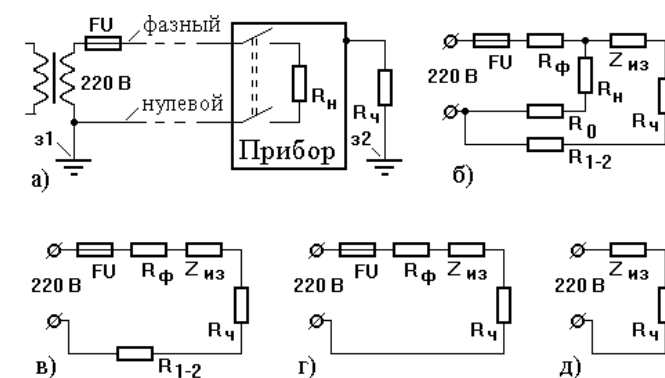 FU
фазный
220 В
нулевой
Rн
Rч
з1
Прибор
з2
а)
FU
Rф
Zиз
220 В
Rн
Rч
R0
R1-2
б)
FU
Rф
Zиз
220 В
Rч
R1-2
в)
FU
Rф
Zиз
220 В
Rч
г)
Zиз
220 В
Rч
д)